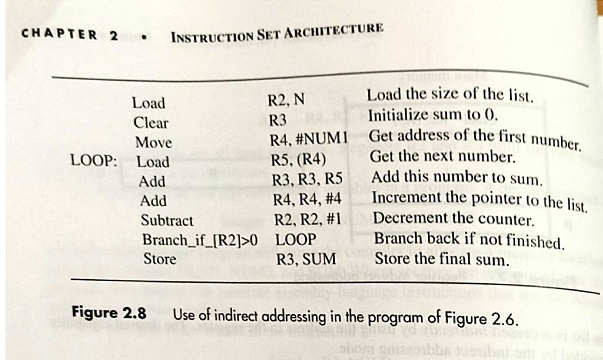 CHAPTER 2 • INSTRUCTION SET ARCHITECTURE
Load R2, N Load the size of the list.
Clear R3 Initialize sum to 0.
Move R4, #NUM1 Get address of the first number.
LOOP: Load R5, (R4) Get the next number.
Add R3, R3, R5 Add this number to sum.
Add R4, R4, #4 Increment the pointer to the list.
Subtract R2, R2, #1 Decrement the counter.
Branch_if_[R2]>0 LOOP Branch back if not finished.
Store R3, SUM Store the final sum.
Figure 2.8 Use of indirect addressing in the program of Figure 2.6.